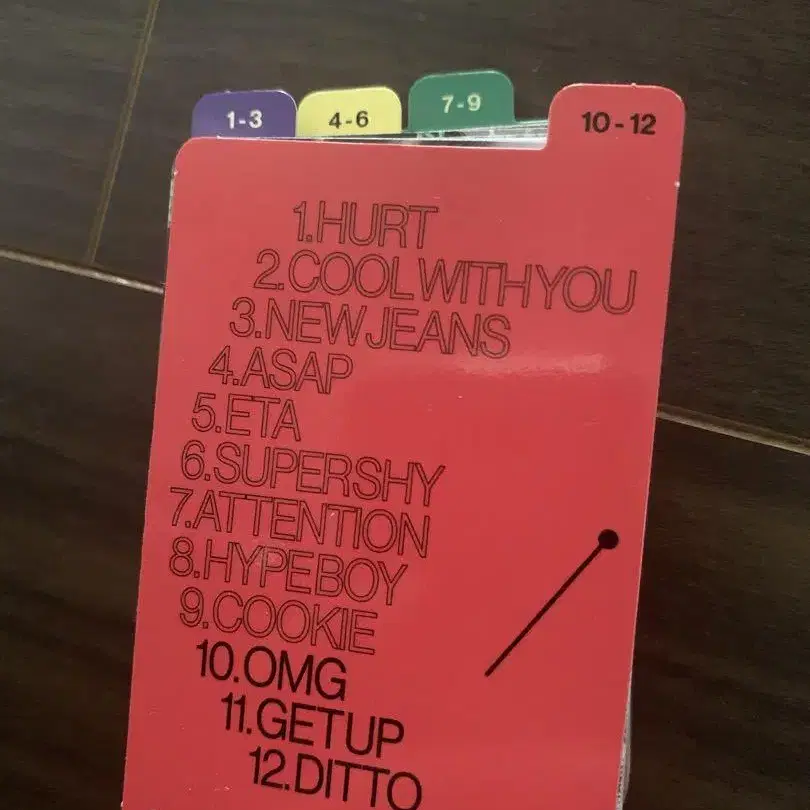 1-3
4-6
7-9
10-12
1.HURT
2.COOL WITH YOU
3.NEW JEANS
4.ASAP
5.ETA
6.SUPER SHY
7.ATTENTION
8.HYPE BOY
9.COOKIE
10.OMG
11.GET UP
12.DITTO